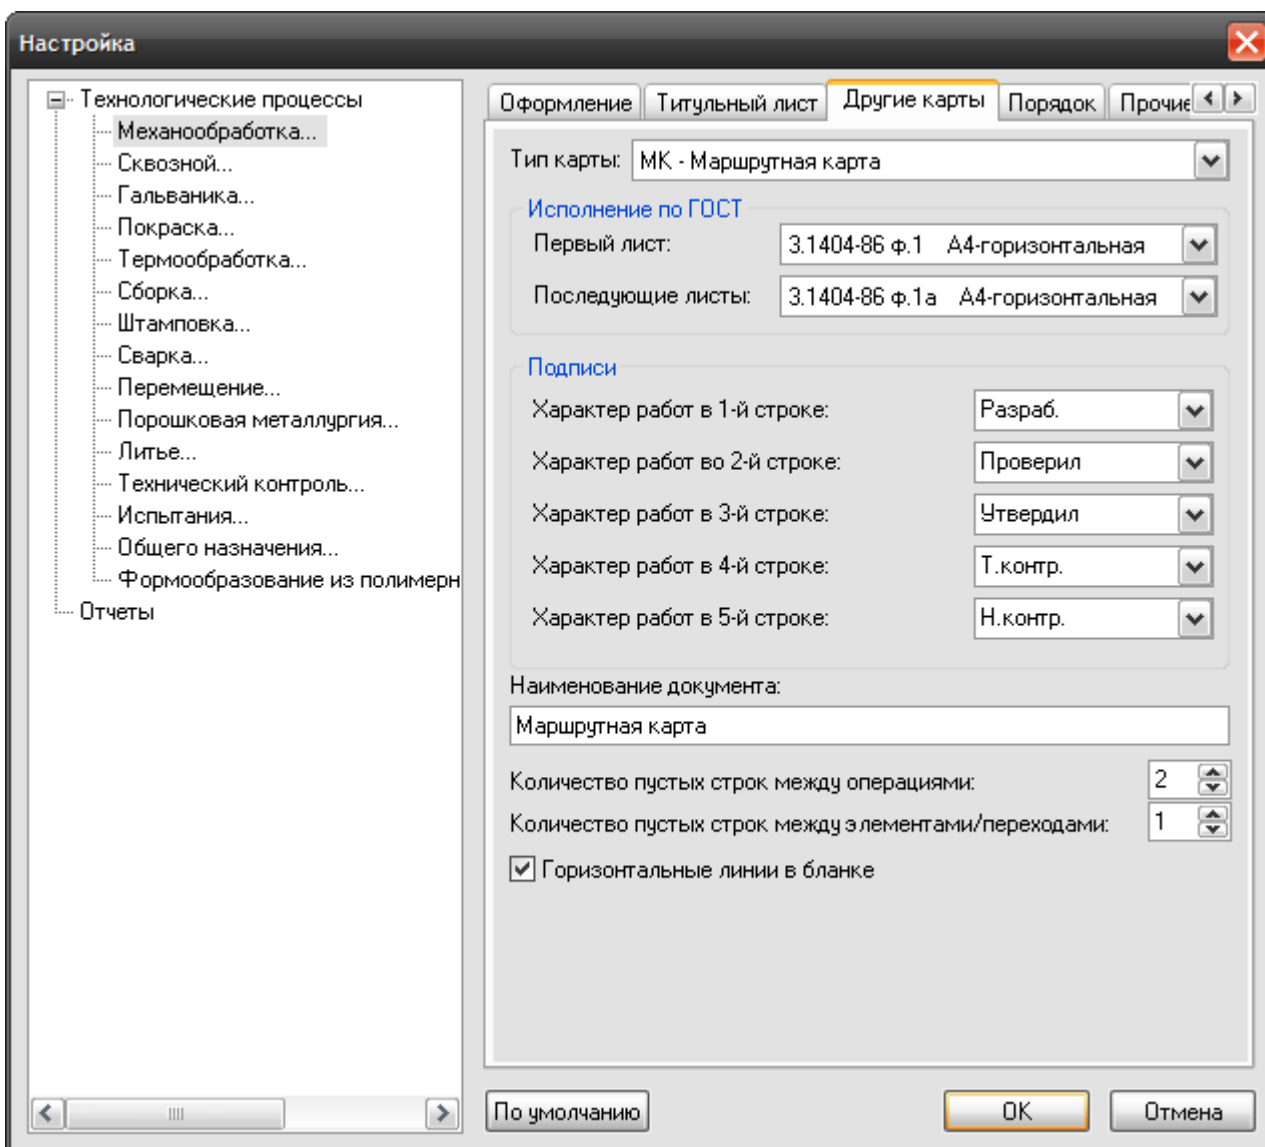 Настройка
Технологические процессы
Механообработка...
Сквозной...
Гальваника...
Покраска...
Термообработка...
Сборка...
Штамповка...
Сварка...
Перемещение...
Порошковая металлургия...
Литье...
Технический контроль...
Испытания...
Общего назначения...
Формообразование из полимерн
Отчеты
Оформление Титульный лист Другие карты Порядок Прочие
Тип карты: МК - Маршрутная карта
Исполнение по ГОСТ
Первый лист: 3.1404-86 ф.1 А4-горизонтальная
Последующие листы: 3.1404-86 ф.1а А4-горизонтальная
Подписи
Характер работ в 1-й строке: Разраб.
Характер работ во 2-й строке: Проверил
Характер работ в 3-й строке: Утвердил
Характер работ в 4-й строке: Т.контр.
Характер работ в 5-й строке: Н.контр.
Наименование документа:
Маршрутная карта
Количество пустых строк между операциями: 2
Количество пустых строк между элементами/переходами: 1
Горизонтальные линии в бланке
По умолчанию OK Отмена